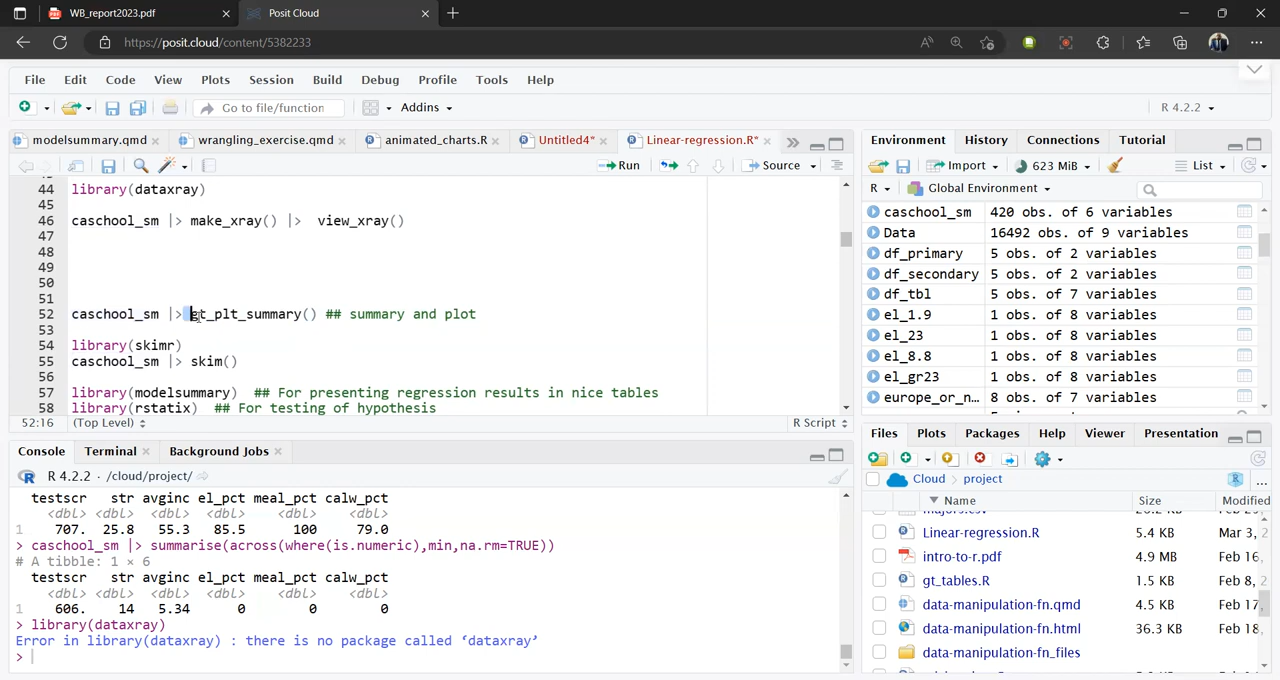 WB_report2023.pdf
Posit Cloud
https://posit.cloud/content/5382233
File Edit Code View Plots Session Build Debug Profile Tools Help
Go to file/function Addins R 4.2.2
modelsummary.qmd wrangling_exercise.qmd animated_charts.R Untitled4* Linear-regression.R*
Run Source
44 library(dataxray)
45
46 caschool_sm |> make_xray() |> view_xray()
47
48
49
50
51
52 caschool_sm |> gt_plt_summary() ## summary and plot
53
54 library(skimr)
55 caschool_sm |> skim()
56
57 library(modelsummary) ## For presenting regression results in nice tables
58 library(rstatix) ## For testing of hypothesis
52:16 (Top Level) R Script
Console Terminal Background Jobs
R 4.2.2 · /cloud/project/
testscr str avginc el_pct meal_pct calw_pct
<dbl> <dbl> <dbl> <dbl> <dbl> <dbl>
1 707. 25.8 55.3 85.5 100 79.0
> caschool_sm |> summarise(across(where(is.numeric),min,na.rm=TRUE))
# A tibble: 1 × 6
testscr str avginc el_pct meal_pct calw_pct
<dbl> <dbl> <dbl> <dbl> <dbl> <dbl>
1 606. 14 5.34 0 0 0
> library(dataxray)
Error in library(dataxray) : there is no package called ‘dataxray’
>
Environment History Connections Tutorial
Import 623 MiB List
R Global Environment
caschool_sm 420 obs. of 6 variables
Data 16492 obs. of 9 variables
df_primary 5 obs. of 2 variables
df_secondary 5 obs. of 2 variables
df_tbl 5 obs. of 7 variables
el_1.9 1 obs. of 8 variables
el_23 1 obs. of 8 variables
el_8.8 1 obs. of 8 variables
el_gr23 1 obs. of 8 variables
europe_or_n… 8 obs. of 7 variables
Files Plots Packages Help Viewer Presentation
Cloud project
Name Size Modified
Linear-regression.R 5.4 KB Mar 3, 2
intro-to-r.pdf 4.9 MB Feb 16,
gt_tables.R 1.5 KB Feb 8, 2
data-manipulation-fn.qmd 4.5 KB Feb 17,
data-manipulation-fn.html 36.3 KB Feb 18,
data-manipulation-fn_files